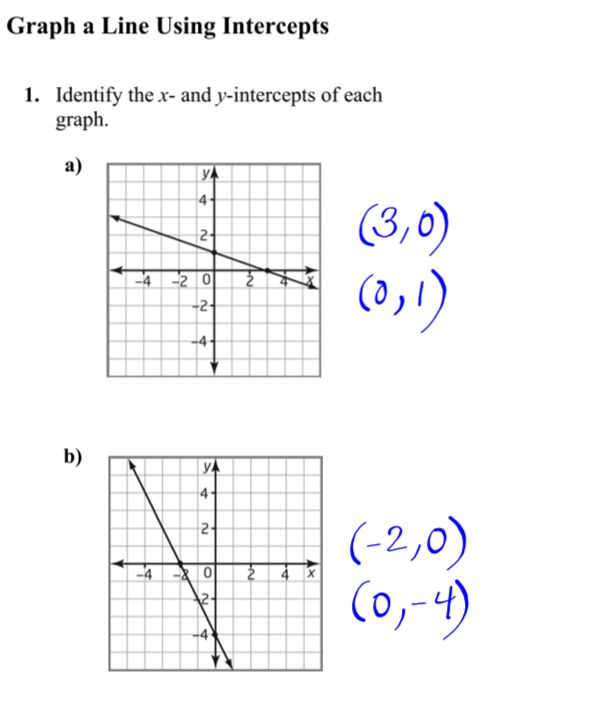 Graph a Line Using Intercepts
1. Identify the x- and y-intercepts of each
graph.
a)
y
4
2
-4 -2 0 2 4 x
-2
-4
(3,0)
(0,1)
b)
y
4
2
-4 -2 0 2 4 x
-2
-4
(-2,0)
(0,-4)